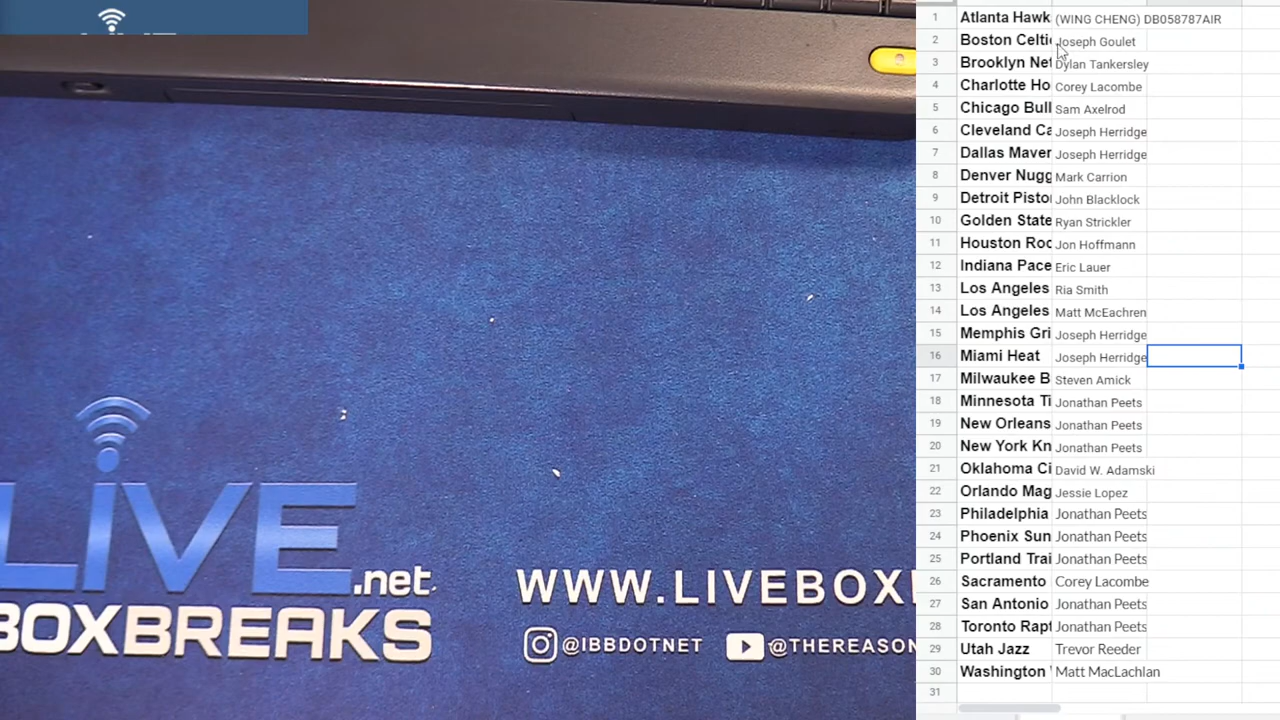 LIVE
.net
BOXBREAKS
WWW.LIVEBOX
@IBBDOTNET
@THEREASON
1 Atlanta Hawk (WING CHENG) DB058787AIR
2 Boston Celti Joseph Goulet
3 Brooklyn Net Dylan Tankersley
4 Charlotte Ho Corey Lacombe
5 Chicago Bull Sam Axelrod
6 Cleveland Ca Joseph Herridge
7 Dallas Maver Joseph Herridge
8 Denver Nugg Mark Carrion
9 Detroit Pisto John Blacklock
10 Golden State Ryan Strickler
11 Houston Roc Jon Hoffmann
12 Indiana Pace Eric Lauer
13 Los Angeles Ria Smith
14 Los Angeles Matt McEachren
15 Memphis Gri Joseph Herridge
16 Miami Heat Joseph Herridge
17 Milwaukee B Steven Amick
18 Minnesota Ti Jonathan Peets
19 New Orleans Jonathan Peets
20 New York Kn Jonathan Peets
21 Oklahoma Ci David W. Adamski
22 Orlando Mag Jessie Lopez
23 Philadelphia Jonathan Peets
24 Phoenix Sun Jonathan Peets
25 Portland Trai Jonathan Peets
26 Sacramento Corey Lacombe
27 San Antonio Jonathan Peets
28 Toronto Rapt Jonathan Peets
29 Utah Jazz Trevor Reeder
30 Washington Matt MacLachlan
31